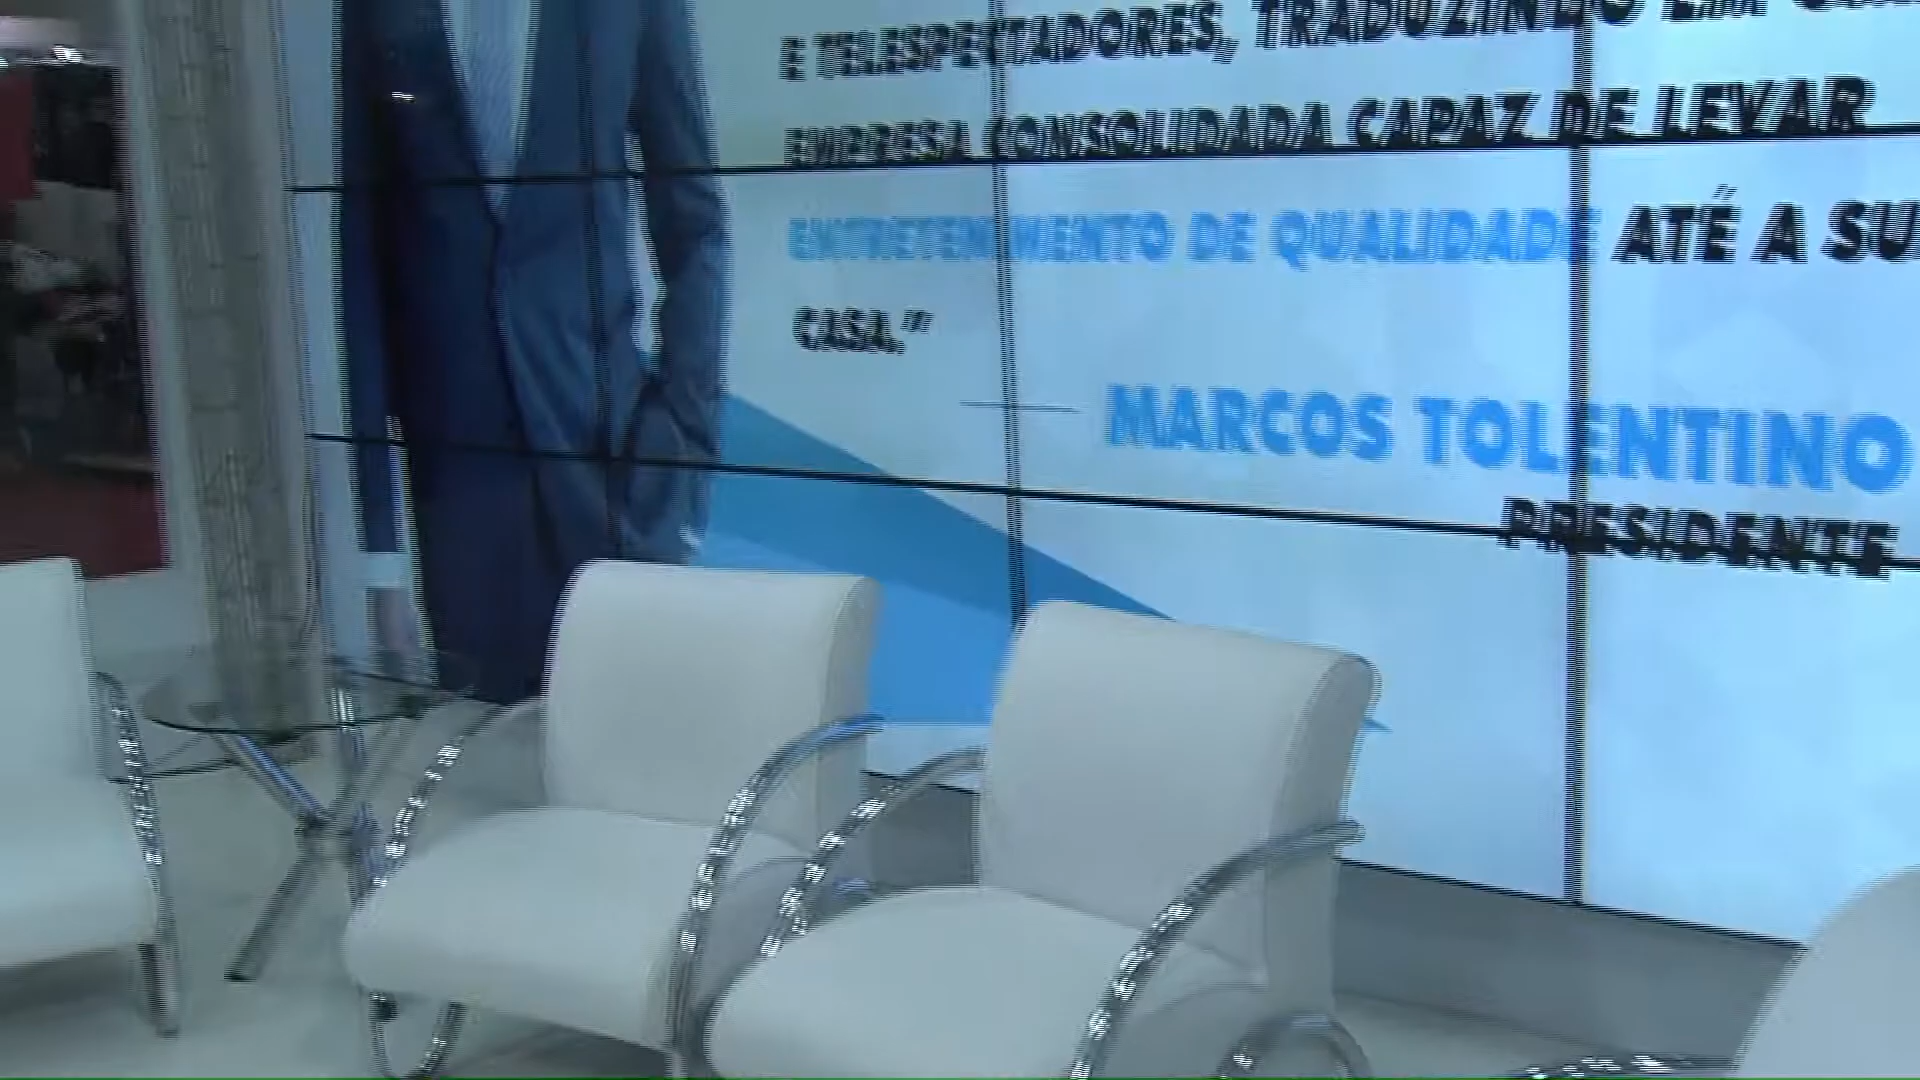 E TELESPECTADORES, TRADUZINDO EM
EMPRESA CONSOLIDADA CAPAZ DE LEVAR
ENTRETENIMENTO DE QUALIDADE ATÉ A SU
CASA."
MARCOS TOLENTINO
PRESIDENTE